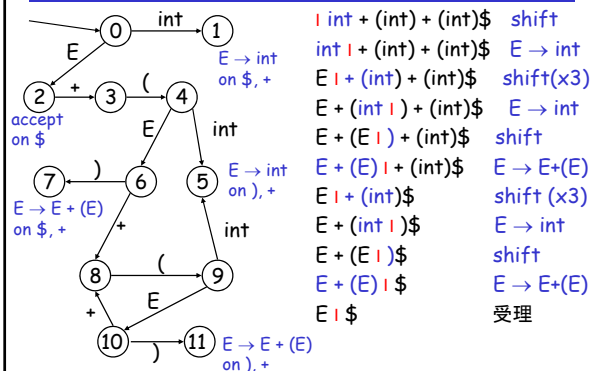 0
int
1
E
E → int
on $, +
2
+
3
(
4
accept
on $
E
int
7
)
6
5
E → int
on ), +
E → E + (E)
on $, +
+
int
8
(
9
E
+
10
)
11
E → E + (E)
on ), +
I int + (int) + (int)$ shift
int I + (int) + (int)$ E → int
E I + (int) + (int)$ shift(x3)
E + (int I ) + (int)$ E → int
E + (E I ) + (int)$ shift
E + (E) I + (int)$ E → E+(E)
E I + (int)$ shift (x3)
E + (int I )$ E → int
E + (E I )$ shift
E + (E) I $ E → E+(E)
E I $ 受理